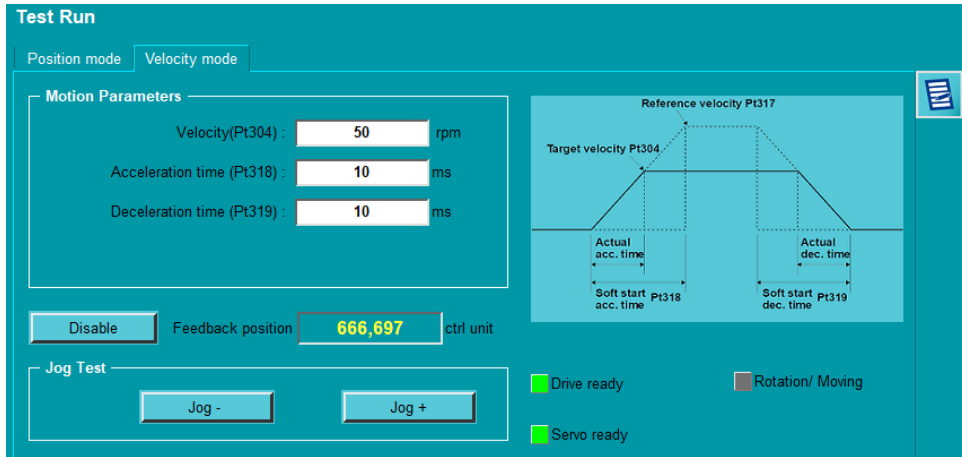 Test Run
Position mode Velocity mode
Motion Parameters
Velocity(Pt304) : 50 rpm
Acceleration time (Pt318) : 10 ms
Deceleration time (Pt319) : 10 ms
Reference velocity Pt317
Target velocity Pt304
Actual
acc. time
Actual
dec. time
Soft start
acc. time
Pt318
Soft start
dec. time
Pt319
Disable Feedback position 666,697 ctrl unit
Jog Test
Jog - Jog +
Drive ready Rotation/ Moving
Servo ready